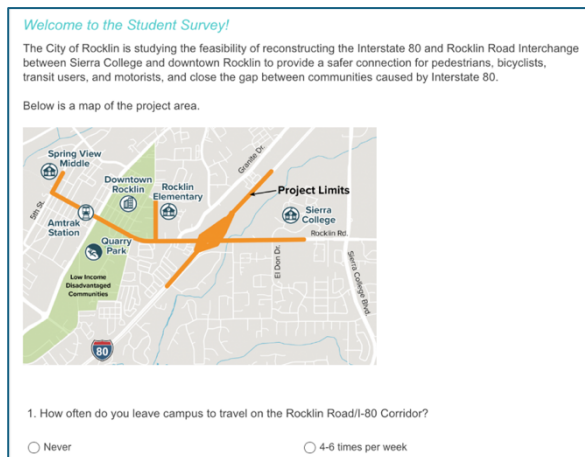 Welcome to the Student Survey!
The City of Rocklin is studying the feasibility of reconstructing the Interstate 80 and Rocklin Road Interchange
between Sierra College and downtown Rocklin to provide a safer connection for pedestrians, bicyclists,
transit users, and motorists, and close the gap between communities caused by Interstate 80.
Below is a map of the project area.
Spring View
Middle
Downtown
Rocklin
Rocklin
Elementary
Granite Dr.
Project Limits
5th St.
Amtrak
Station
Sierra
College
Rocklin Rd.
Quarry
Park
El Don Dr.
Sierra College Blvd.
Low Income
Disadvantaged
Communities
80
1. How often do you leave campus to travel on the Rocklin Road/I-80 Corridor?
Never
4-6 times per week